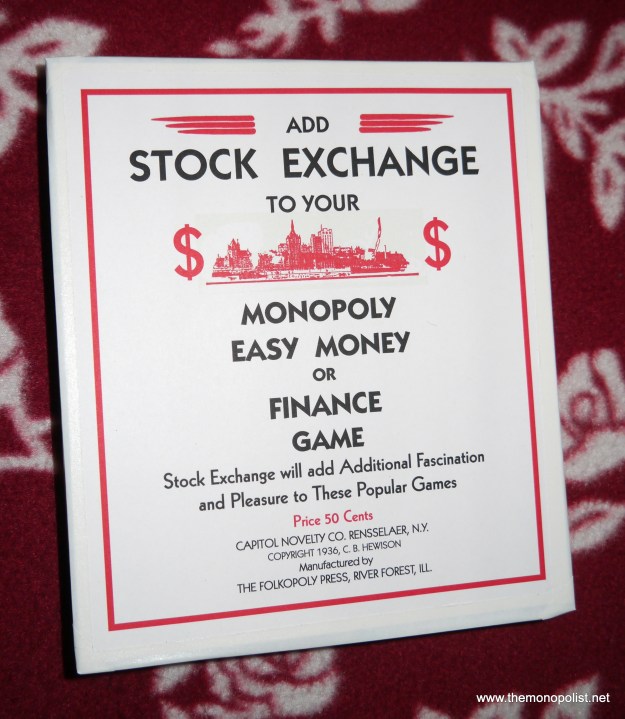 ADD
STOCK EXCHANGE
TO YOUR
$ $
MONOPOLY
EASY MONEY
OR
FINANCE
GAME
Stock Exchange will add Additional Fascination
and Pleasure to These Popular Games
Price 50 Cents
CAPITOL NOVELTY CO. RENSSELAER, N.Y.
COPYRIGHT 1936, C. B. HEWISON
Manufactured by
THE FOLKOPOLY PRESS, RIVER FOREST, ILL.
www.themonopolist.net